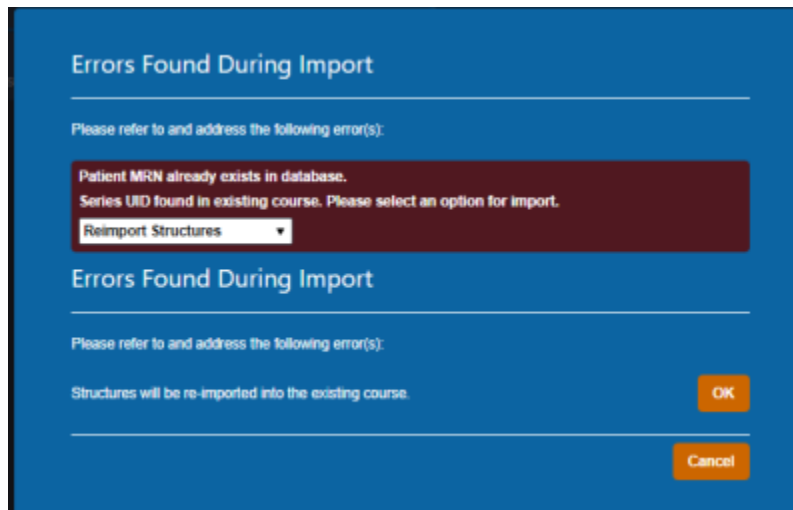 Errors Found During Import
Please refer to and address the following error(s):
Patient MRN already exists in database.
Series UID found in existing course. Please select an option for import.
Reimport Structures
Errors Found During Import
Please refer to and address the following error(s):
Structures will be re-imported into the existing course.
OK
Cancel